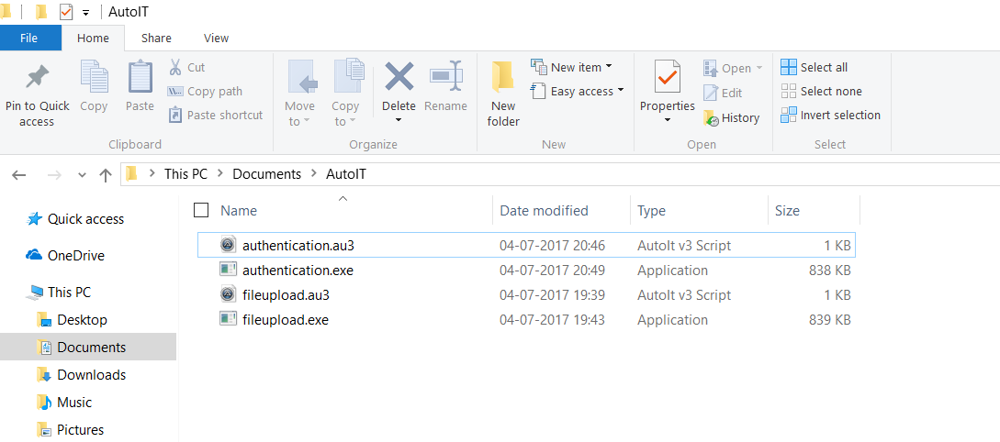 AutoIT
File Home Share View
Pin to Quick access
Copy
Paste
Cut
Copy path
Paste shortcut
Clipboard
Move to
Copy to
Delete
Rename
Organize
New folder
New item
Easy access
New
Properties
Open
Edit
History
Open
Select all
Select none
Invert selection
Select
This PC Documents AutoIT
Quick access
OneDrive
This PC
Desktop
Documents
Downloads
Music
Pictures
Name Date modified Type Size
authentication.au3 04-07-2017 20:46 AutoIt v3 Script 1 KB
authentication.exe 04-07-2017 20:49 Application 838 KB
fileupload.au3 04-07-2017 19:39 AutoIt v3 Script 1 KB
fileupload.exe 04-07-2017 19:43 Application 839 KB